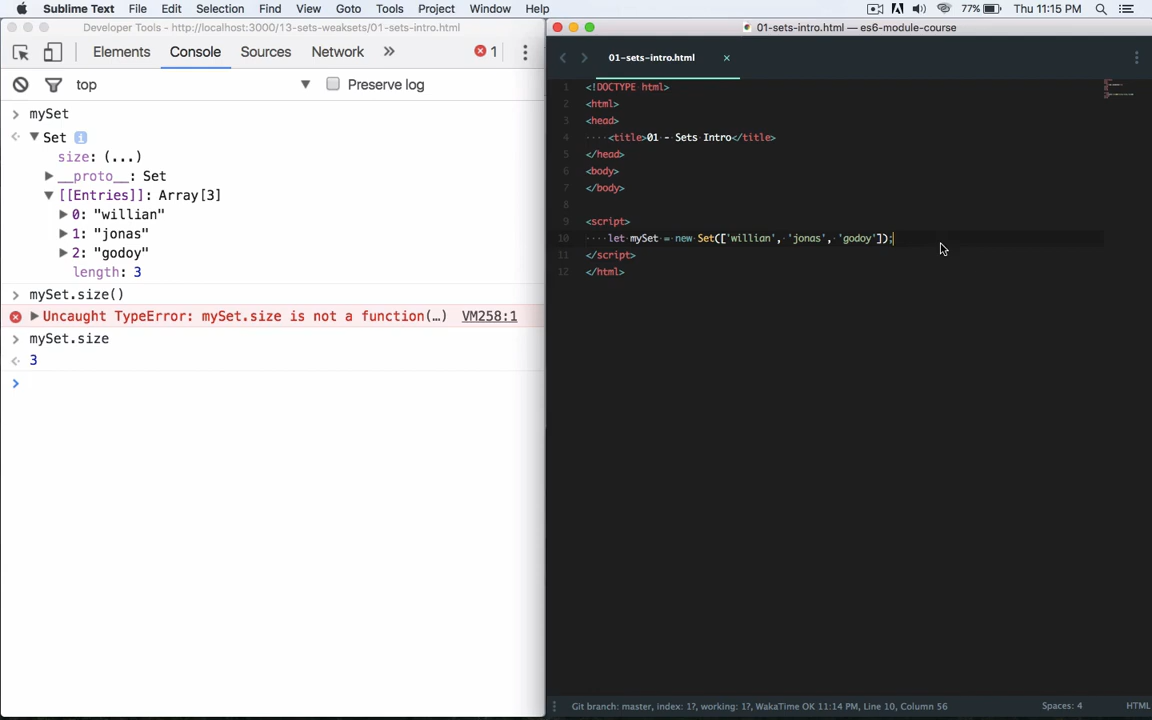 Sublime Text File Edit Selection Find View Goto Tools Project Window Help 77% Thu 11:15 PM
Developer Tools - http://localhost:3000/13-sets-weaksets/01-sets-intro.html
Elements Console Sources Network » 1
top ▼ Preserve log
> mySet
Set i
size: (...)
__proto__: Set
[[Entries]]: Array[3]
0: "willian"
1: "jonas"
2: "godoy"
length: 3
> mySet.size()
Uncaught TypeError: mySet.size is not a function(…) VM258:1
> mySet.size
3
>
01-sets-intro.html — es6-module-course
01-sets-intro.html ×
1 <!DOCTYPE html>
2 <html>
3 <head>
4 ····<title>01 - Sets Intro</title>
5 </head>
6 <body>
7 </body>
8
9 <script>
10 ····let mySet = new Set(['willian', 'jonas', 'godoy']);
11 </script>
12 </html>
Git branch: master, index: 1?, working: 1?, WakaTime OK 11:14 PM, Line 10, Column 56 Spaces: 4 HTML